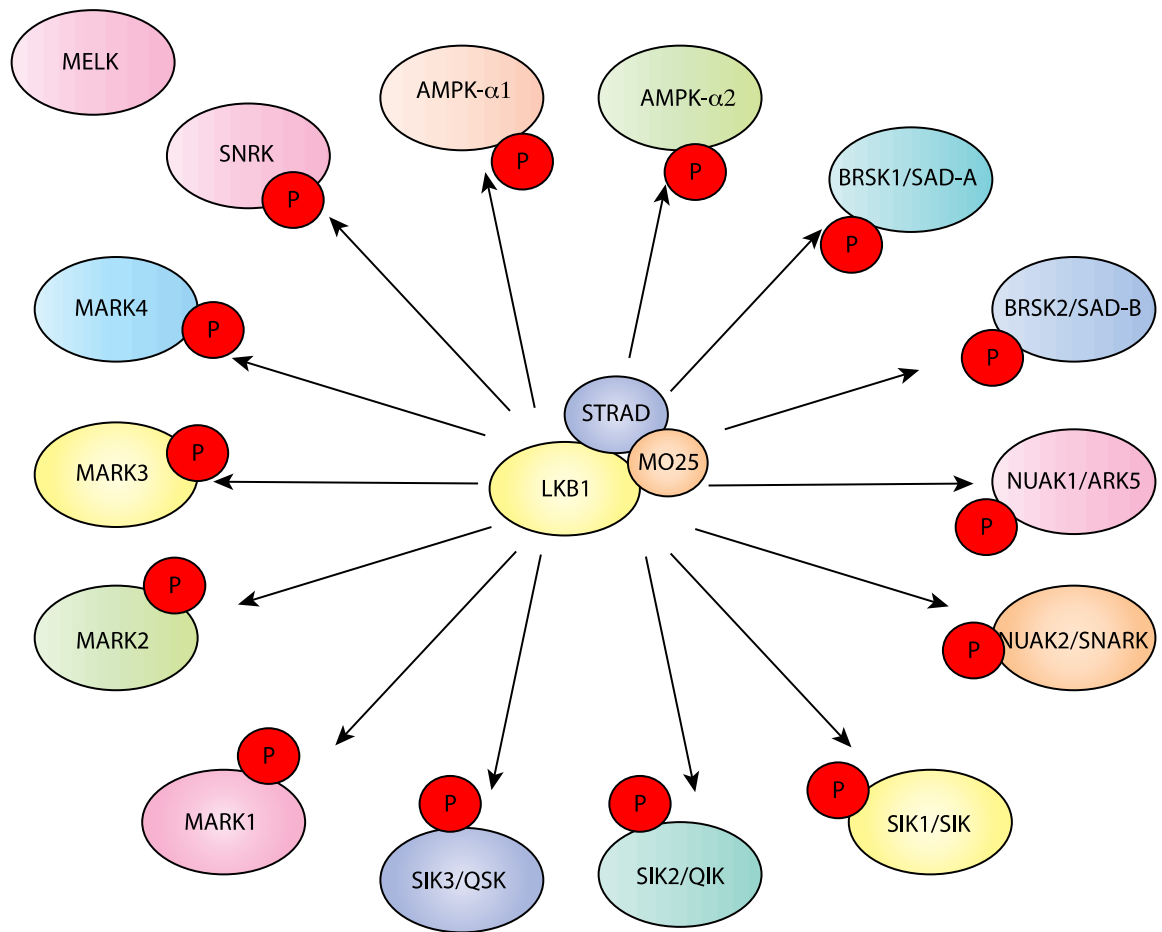 MELK
AMPK-α1
P
AMPK-α2
P
SNRK
P
BRSK1/SAD-A
P
MARK4
P
BRSK2/SAD-B
P
STRAD
MO25
LKB1
MARK3
P
NUAK1/ARK5
P
MARK2
P
NUAK2/SNARK
P
MARK1
P
SIK3/QSK
P
SIK2/QIK
P
SIK1/SIK
P